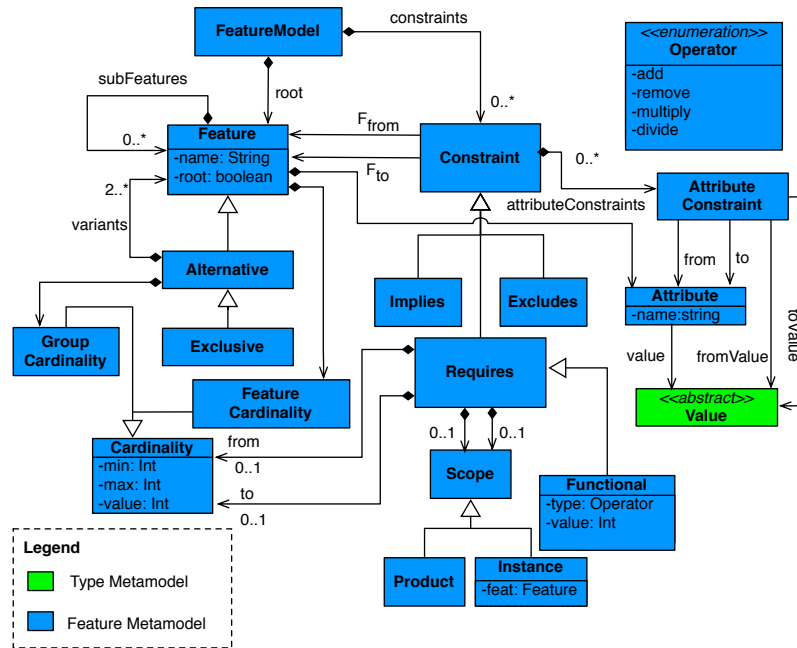 FeatureModel
constraints
<<enumeration>>
Operator
-add
-remove
-multiply
-divide
subFeatures
root
0..*
0..*
Feature
-name: String
-root: boolean
Ffrom
Fto
Constraint
0..*
attributeConstraints
Attribute
Constraint
2..*
variants
Alternative
from
to
toValue
Implies
Excludes
Attribute
-name:string
Group
Cardinality
Exclusive
value
fromValue
Requires
Feature
Cardinality
<<abstract>>
Value
Cardinality
-min: Int
-max: Int
-value: Int
from
0..1
to
0..1
0..1
0..1
Scope
Functional
-type: Operator
-value: Int
Product
Instance
-feat: Feature
Legend
Type Metamodel
Feature Metamodel